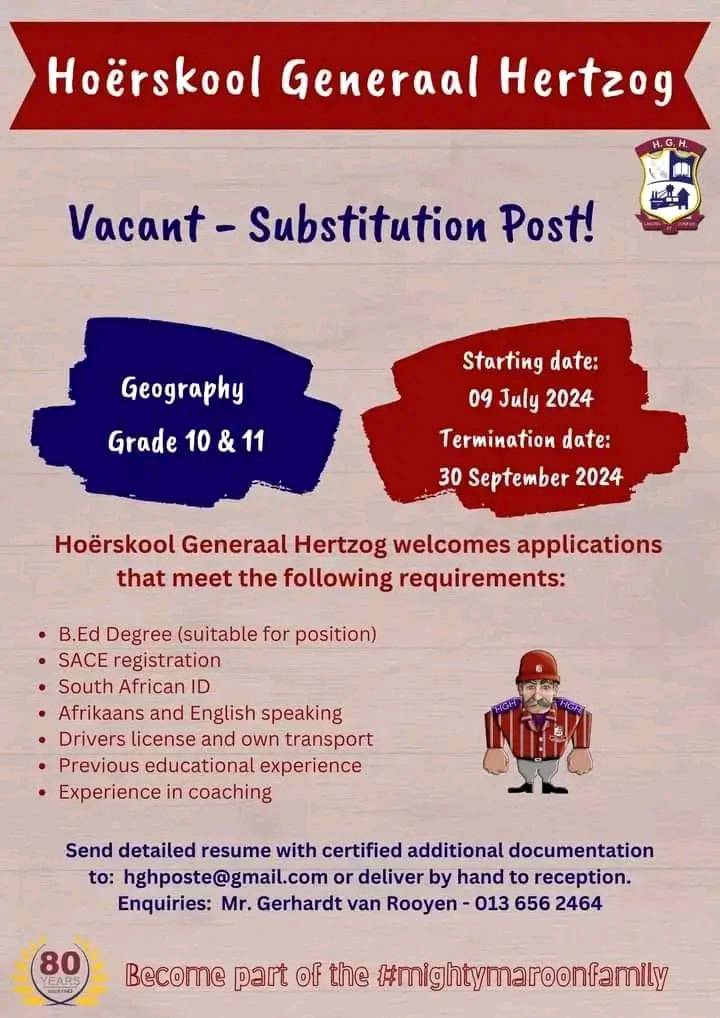 Hoërskool Generaal Hertzog
H. G. H.
Vacant - Substitution Post!
Geography
Grade 10 & 11
Starting date:
09 July 2024
Termination date:
30 September 2024
Hoërskool Generaal Hertzog welcomes applications
that meet the following requirements:
• B.Ed Degree (suitable for position)
• SACE registration
• South African ID
• Afrikaans and English speaking
• Drivers license and own transport
• Previous educational experience
• Experience in coaching
HGH
HGH
Send detailed resume with certified additional documentation
to: hghposte@gmail.com or deliver by hand to reception.
Enquiries: Mr. Gerhardt van Rooyen - 013 656 2464
80
YEARS
Become part of the #mightymaroonfamily